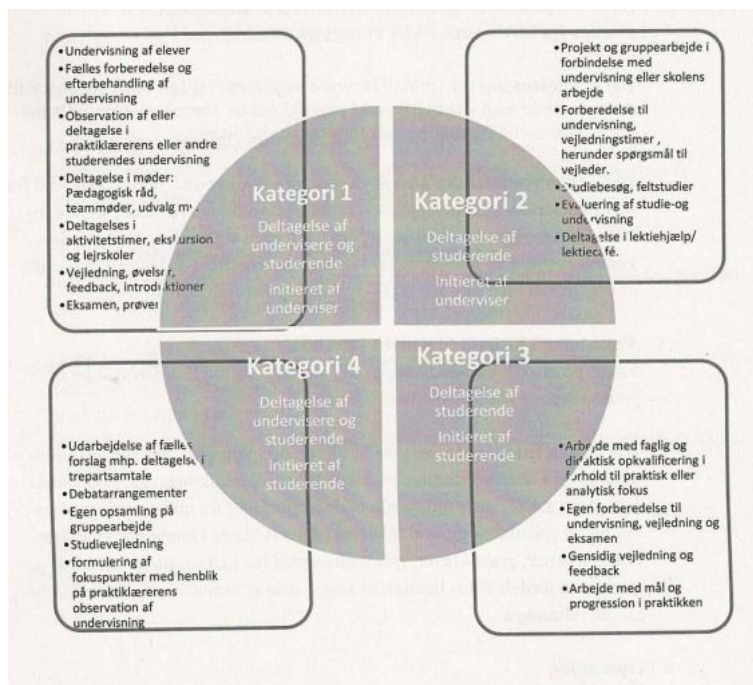 • Undervisning af elever
• Fælles forberedelse og
efterbehandling af
undervisning
• Observation af eller
deltagelse i
praktiklærerens eller andre
studerendes undervisning
• Deltagelse i møder:
Pædagogisk råd,
teammøder, udvalg mv.
• Deltagelses i
aktivitetstimer, ekskursion
og lejrskoler
• Vejledning, øvelser,
feedback, introduktioner
• Eksamen, prøver
Kategori 1
Deltagelse af
undervisere og
studerende
initieret af
underviser
• Projekt og gruppearbejde i
forbindelse med
undervisning eller skolens
arbejde
• Forberedelse til
undervisning,
vejledningstimer ,
herunder spørgsmål til
vejleder.
• Studiebesøg, feltstudier
• Evaluering af studie-og
undervisning
• Deltagelse i lektiehjælp/
lektiecafé.
Kategori 2
Deltagelse af
studerende
Initieret af
underviser
Kategori 4
Deltagelse af
undervisere og
studerende
initieret af
studerende
• Udarbejdelse af fælles
forslag mhp. deltagelse i
trepartsamtale
• Debatarrangementer
• Egen opsamling på
gruppearbejde
• Studievejledning
• formulering af
fokuspunkter med henblik
på praktiklærerens
observation af
undervisning
Kategori 3
Deltagelse af
studerende
Initieret af
studerende
• Arbejde med faglig og
didaktisk opkvalificering i
forhold til praktisk eller
analytisk fokus
• Egen forberedelse til
undervisning, vejledning og
eksamen
• Gensidig vejledning og
feedback
• Arbejde med mål og
progression i praktikken